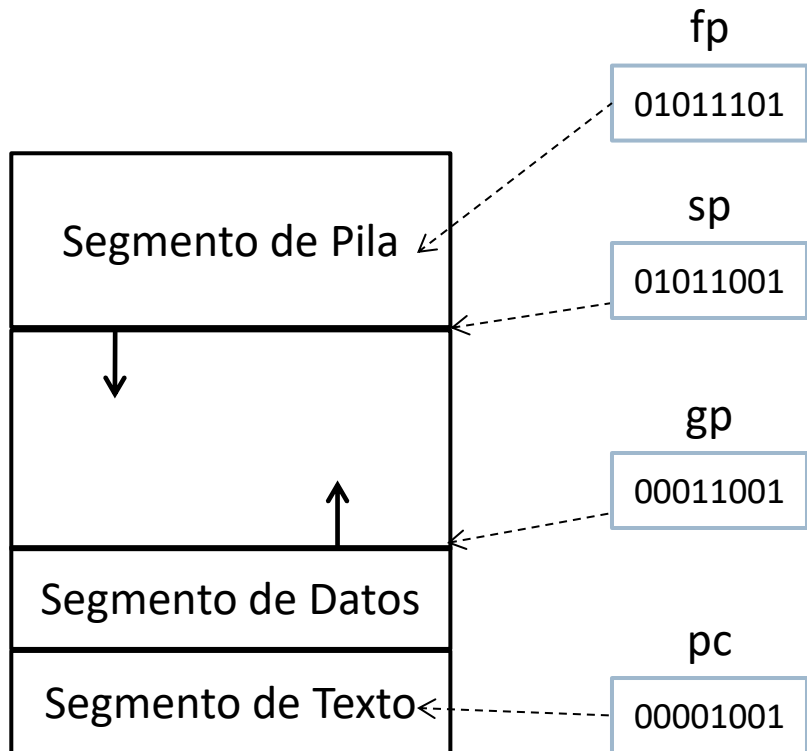 fp
01011101
Segmento de Pila
sp
01011001
gp
00011001
Segmento de Datos
pc
Segmento de Texto
00001001